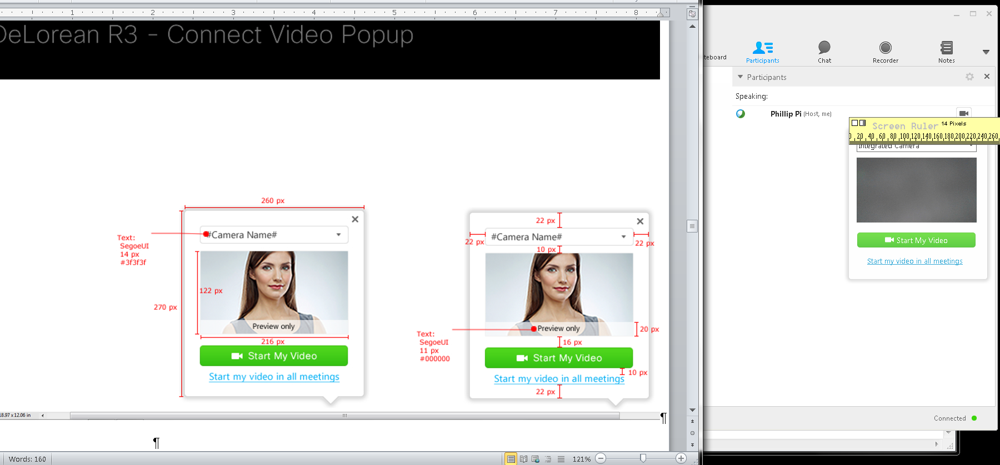 1 2 3 4 5 6 7 8
DeLorean R3 - Connect Video Popup
260 px
#Camera Name#
Text:
SegoeUI
14 px
#3f3f3f
122 px
270 px
Preview only
216 px
Start My Video
Start my video in all meetings
22 px
#Camera Name#
22 px
22 px
10 px
Preview only
20 px
Text:
SegoeUI
11 px
#000000
16 px
Start My Video
10 px
Start my video in all meetings
22 px
18.97 x 12.06 in
¶
¶
Words: 160
121%
teboard
Participants
Chat
Recorder
Notes
Participants
Speaking:
Phillip Pi (Host, me)
Screen Ruler 14 Pixels
0 20 40 60 80 100 120 140 160 180 200 220 240 260
Integrated Camera
Start My Video
Start my video in all meetings
Connected